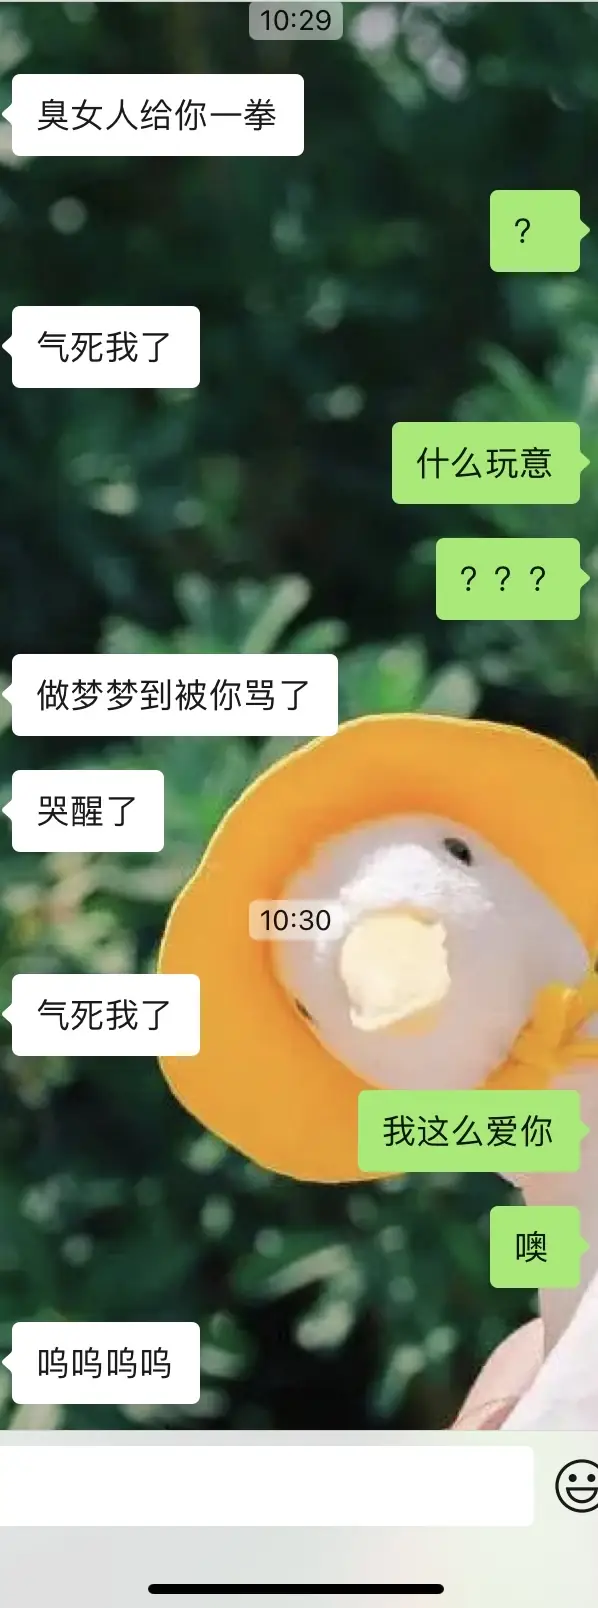 10:29
臭女人给你一拳
？
气死我了
什么玩意
？？？
做梦梦到被你骂了
哭醒了
10:30
气死我了
我这么爱你
噢
呜呜呜呜